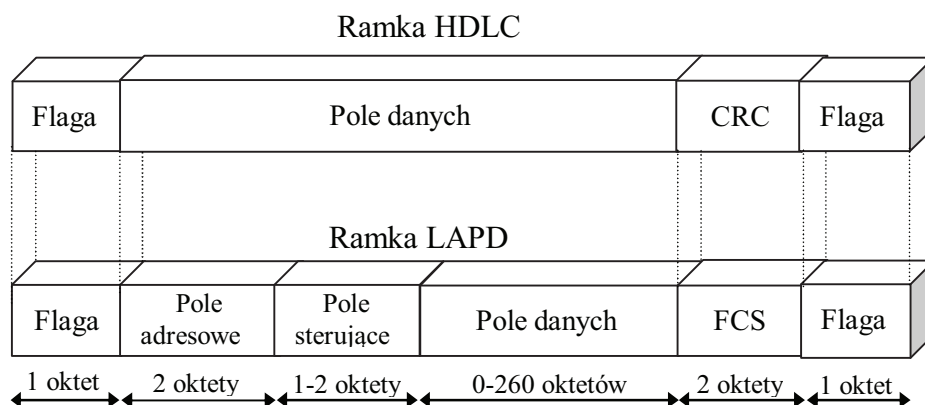 Ramka HDLC
Flaga Pole danych CRC Flaga
Ramka LAPD
Flaga Pole adresowe Pole sterujące Pole danych FCS Flaga
1 oktet 2 oktety 1-2 oktety 0-260 oktetów 2 oktety 1 oktet